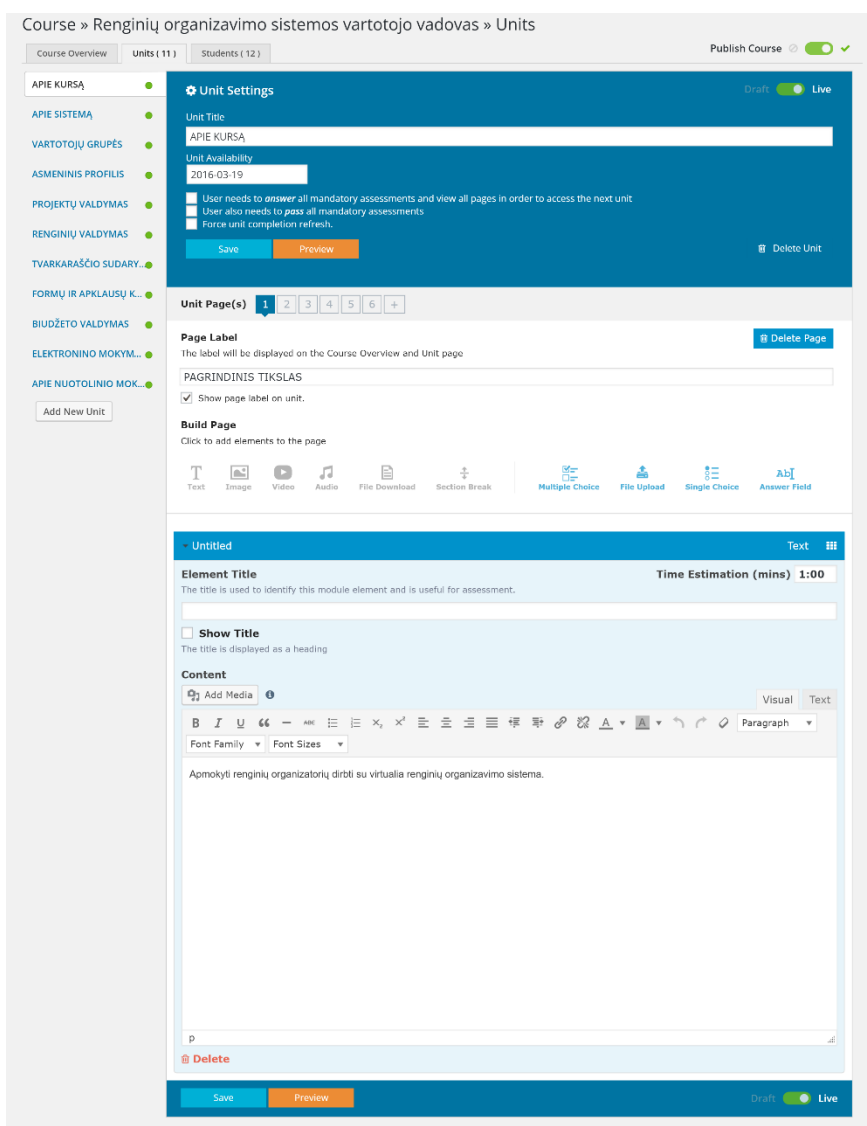 Course » Renginių organizavimo sistemos vartotojo vadovas » Units
Course Overview
Units ( 11 )
Students ( 12 )
Publish Course
APIE KURSĄ
APIE SISTEMĄ
VARTOTOJŲ GRUPĖS
ASMENINIS PROFILIS
PROJEKTŲ VALDYMAS
RENGINIŲ VALDYMAS
TVARKARAŠČIO SUDARY...
FORMŲ IR APKLAUSŲ K...
BIUDŽETO VALDYMAS
ELEKTRONINO MOKYM...
APIE NUOTOLINIO MOK...
Add New Unit
Unit Settings
Draft Live
Unit Title
APIE KURSĄ
Unit Availability
2016-03-19
User needs to answer all mandatory assessments and view all pages in order to access the next unit
User also needs to pass all mandatory assessments
Force unit completion refresh.
Save Preview Delete Unit
Unit Page(s) 1 2 3 4 5 6 +
Page Label
Delete Page
The label will be displayed on the Course Overview and Unit page
PAGRINDINIS TIKSLAS
Show page label on unit.
Build Page
Click to add elements to the page
Text Image Video Audio File Download Section Break Multiple Choice File Upload Single Choice Answer Field
Untitled Text
Element Title Time Estimation (mins) 1:00
The title is used to identify this module element and is useful for assessment.
Show Title
The title is displayed as a heading
Content
Add Media
Visual Text
B I U ABC Paragraph
Font Family Font Sizes
Apmokyti renginių organizatorių dirbti su virtualia renginių organizavimo sistema.
p
Delete
Save Preview Draft Live